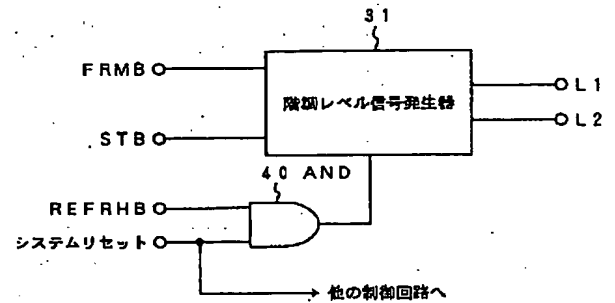 31
FRMB
階調レベル信号発生器
L1
L2
STB
40 AND
REFRHB
システムリセット
他の制御回路へ